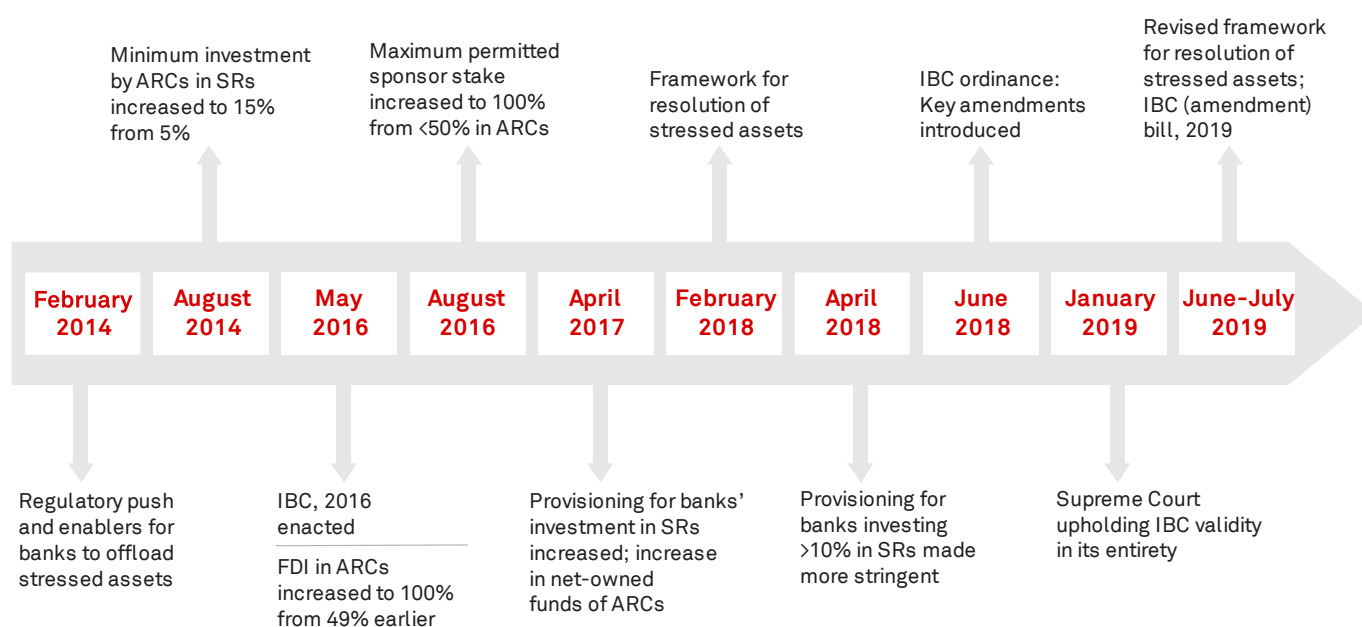 Minimum investment
by ARCs in SRs
increased to 15%
from 5%
Maximum permitted
sponsor stake
increased to 100%
from <50% in ARCs
Framework for
resolution of
stressed assets
IBC ordinance:
Key amendments
introduced
Revised framework
for resolution of
stressed assets;
IBC (amendment)
bill, 2019
February
2014
August
2014
May
2016
August
2016
April
2017
February
2018
April
2018
June
2018
January
2019
June-July
2019
Regulatory push
and enablers for
banks to offload
stressed assets
IBC, 2016
enacted
FDI in ARCs
increased to 100%
from 49% earlier
Provisioning for banks’
investment in SRs
increased; increase
in net-owned
funds of ARCs
Provisioning for
banks investing
>10% in SRs made
more stringent
Supreme Court
upholding IBC validity
in its entirety